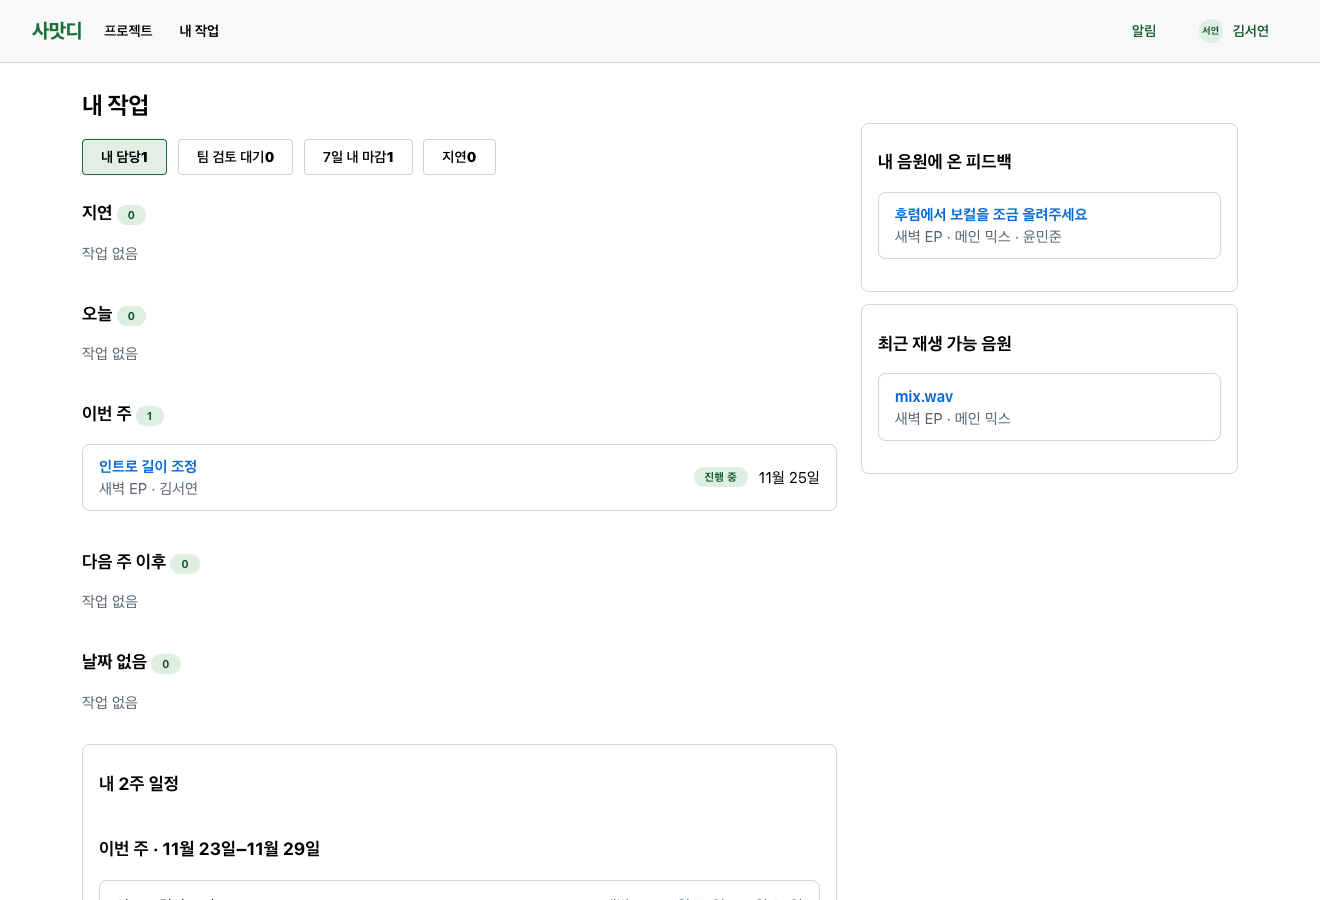 사맛디 프로젝트 내 작업 알림 서연 김서연
내 작업
내 담당1 팀 검토 대기0 7일 내 마감1 지연0
지연 0
작업 없음
오늘 0
작업 없음
이번 주 1
인트로 길이 조정
새벽 EP · 김서연
진행 중 11월 25일
다음 주 이후 0
작업 없음
날짜 없음 0
작업 없음
내 2주 일정
이번 주 · 11월 23일–11월 29일
내 음원에 온 피드백
후렴에서 보컬을 조금 올려주세요
새벽 EP · 메인 믹스 · 윤민준
최근 재생 가능 음원
mix.wav
새벽 EP · 메인 믹스